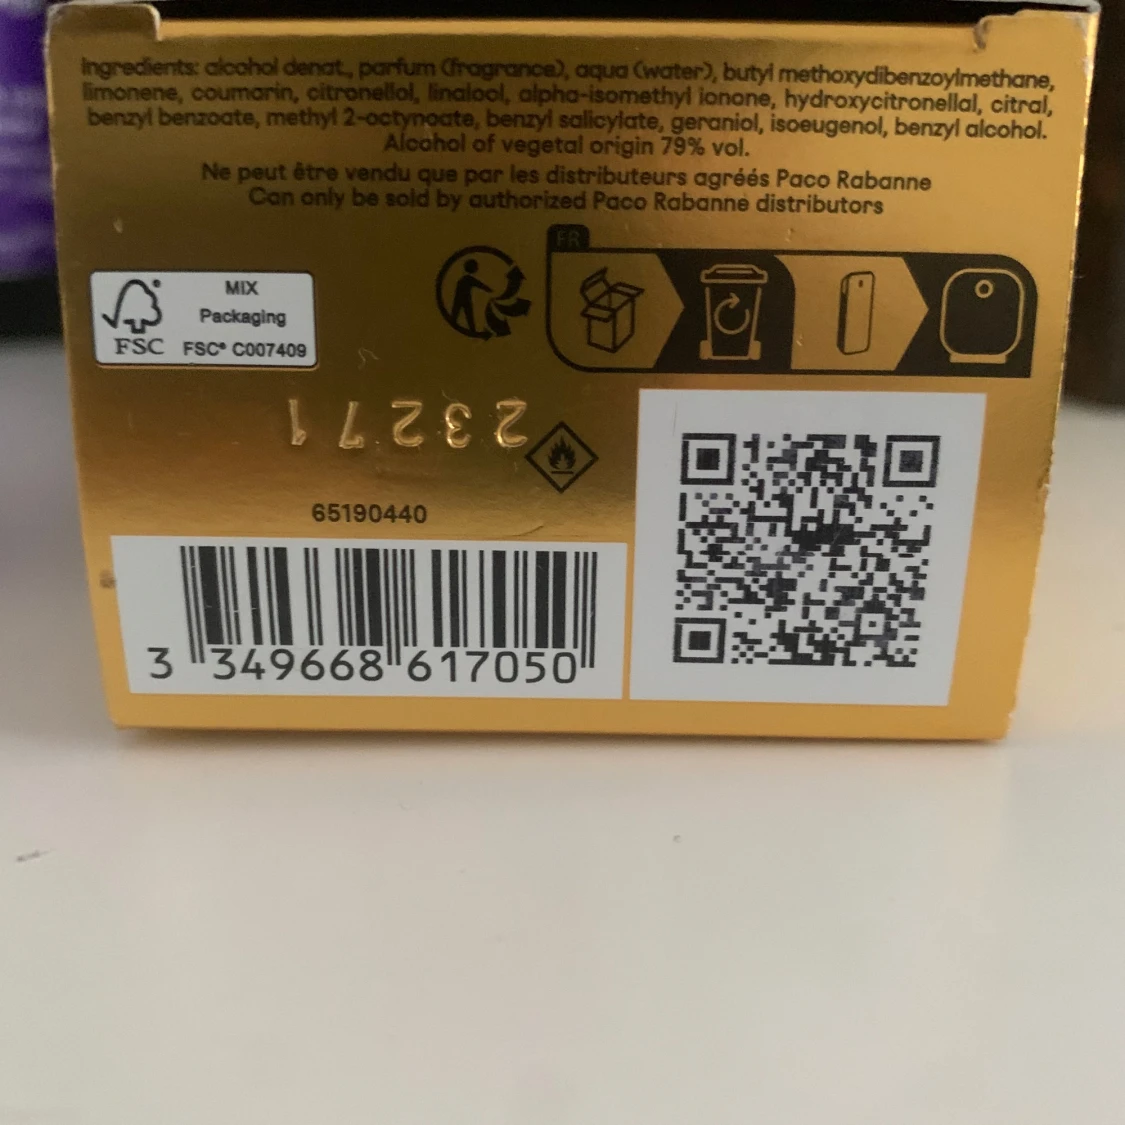 Ingredients: alcohol denat., parfum (fragrance), aqua (water), butyl methoxydibenzoylmethane,
limonene, coumarin, citronellol, linalool, alpha-isomethyl ionone, hydroxycitronellal, citral,
benzyl benzoate, methyl 2-octynoate, benzyl salicylate, geraniol, isoeugenol, benzyl alcohol.
Alcohol of vegetal origin 79% vol.
Ne peut être vendu que par les distributeurs agréés Paco Rabanne
Can only be sold by authorized Paco Rabanne distributors
FR
MIX
Packaging
FSC FSC® C007409
23271
65190440
3 349668 617050